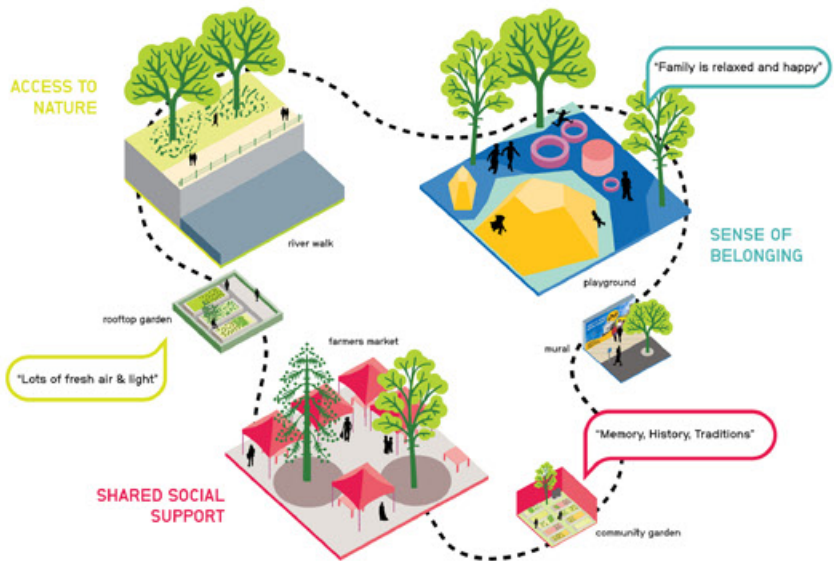 ACCESS TO
NATURE
"Family is relaxed and happy"
river walk
SENSE OF
BELONGING
playground
rooftop garden
farmers market
mural
"Lots of fresh air & light"
"Memory, History, Traditions"
SHARED SOCIAL
SUPPORT
community garden